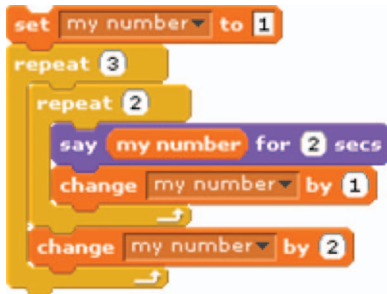 set my number to 1
repeat 3
repeat 2
say my number for 2 secs
change my number by 1
change my number by 2